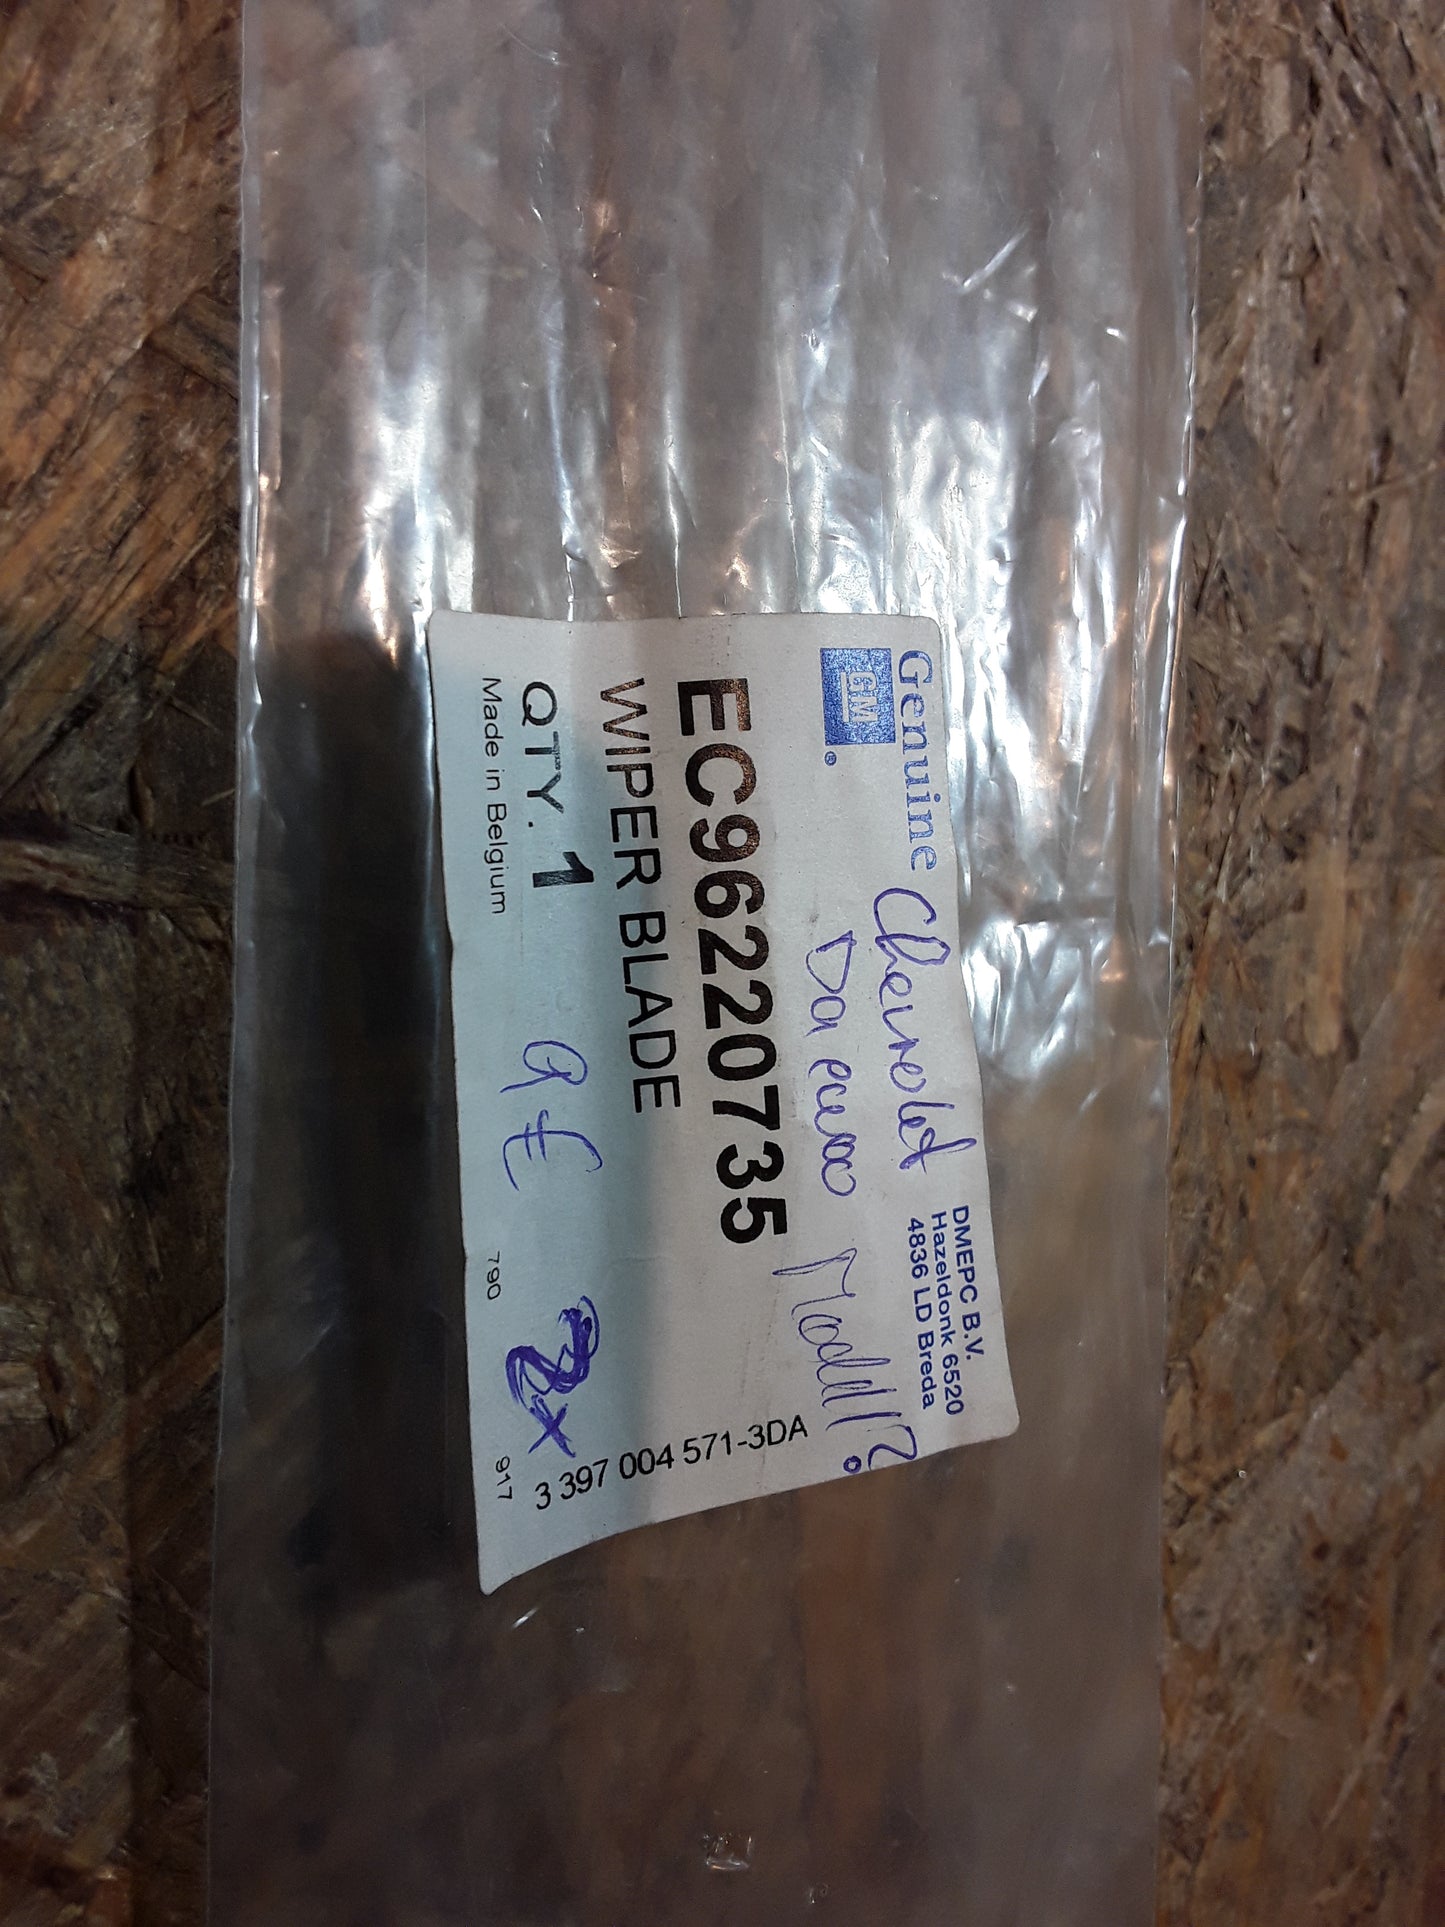 Genuine Chevrolet
DMEPC B.V.
Hazeldonk 6520
4836 LD Breda
GM®
Daewoo Modell?
EC96220735
WIPER BLADE
QTY. 1
9 €
2x
Made in Belgium
790
917
3 397 004 571-3DA